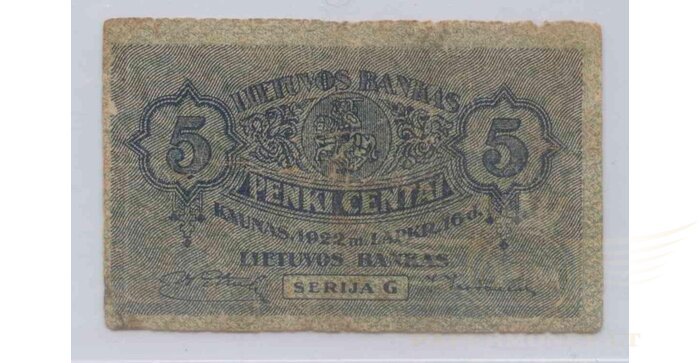 LIETUVOS BANKAS
5 5
PENKI CENTAI
KAUNAS, 1922 m. LAPKR. 16 d.
LIETUVOS BANKAS
SERIJA G